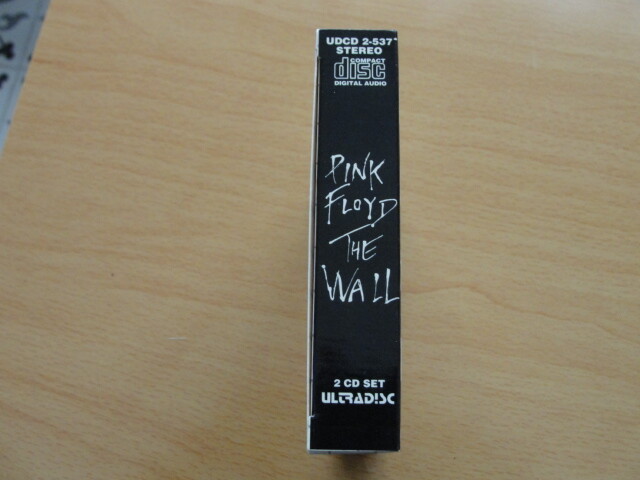 UDCD 2-537
STEREO
COMPACT
disc
DIGITAL AUDIO
PINK
FLOYD
THE
WALL
2 CD SET
ULTRADISC